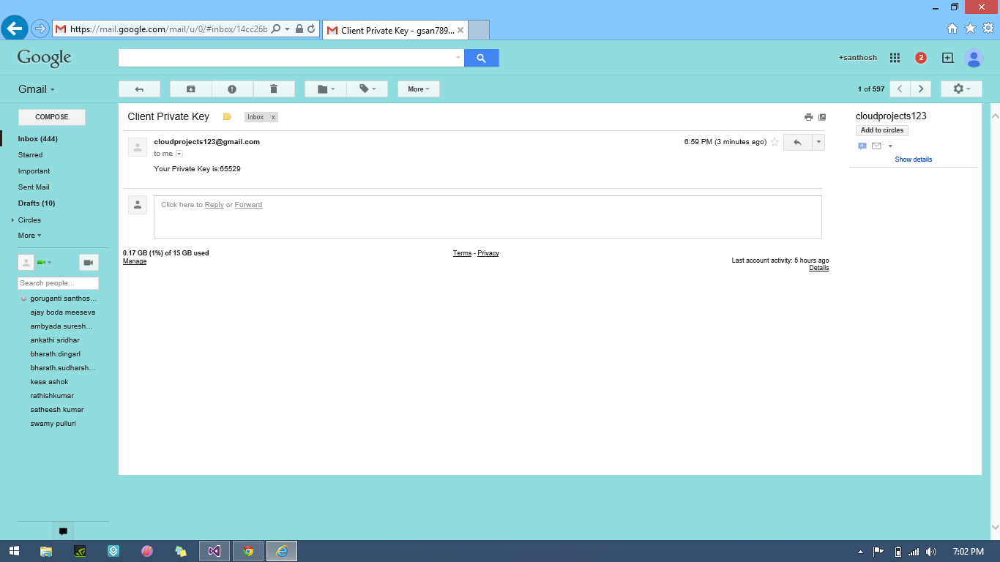 https://mail.google.com/mail/u/0/#inbox/14cc26b
Client Private Key - gsan789...
Google
+santhosh
2
Gmail
More
1 of 597
COMPOSE
Client Private Key
Inbox x
cloudprojects123
Add to circles
Show details
Inbox (444)
Starred
Important
Sent Mail
Drafts (10)
Circles
More
cloudprojects123@gmail.com
6:59 PM (3 minutes ago)
to me
Your Private Key is:65529
Click here to Reply or Forward
0.17 GB (1%) of 15 GB used
Manage
Terms - Privacy
Last account activity: 5 hours ago
Details
Search people...
goruganti santhos...
ajay boda meeseva
ambyada suresh...
ankathi sridhar
bharath.dingarl
bharath.sudharsh...
kesa ashok
rathishkumar
satheesh kumar
swamy pulluri
7:02 PM